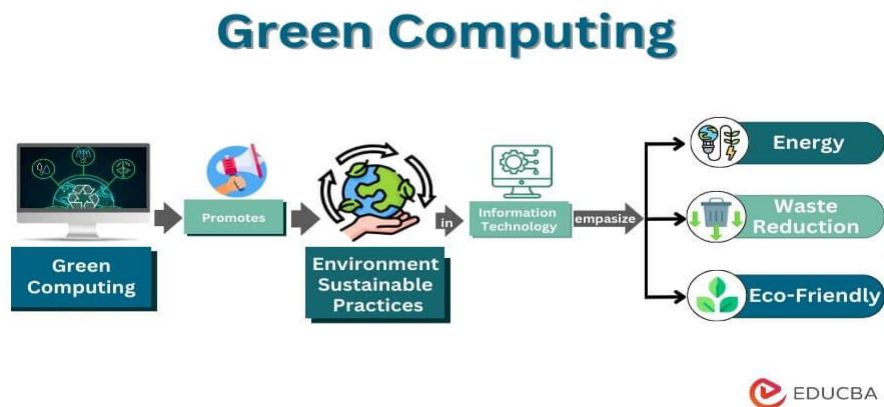 Green Computing
Green
Computing
Promotes
Environment
Sustainable
Practices
in
Information
Technology
empasize
Energy
Waste
Reduction
Eco-Friendly
EDUCBA